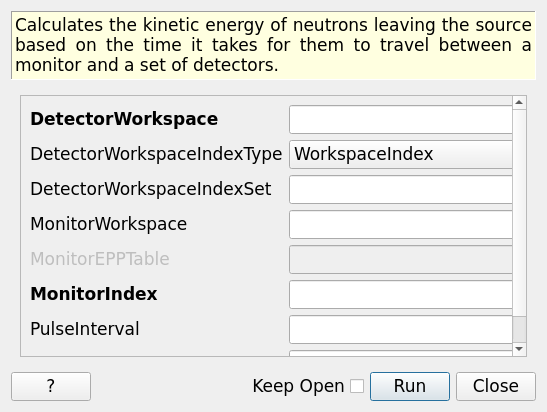 Calculates the kinetic energy of neutrons leaving the source
based on the time it takes for them to travel between a
monitor and a set of detectors.
DetectorWorkspace
DetectorWorkspaceIndexType WorkspaceIndex
DetectorWorkspaceIndexSet
MonitorWorkspace
MonitorEPPTable
MonitorIndex
PulseInterval
? Keep Open Run Close